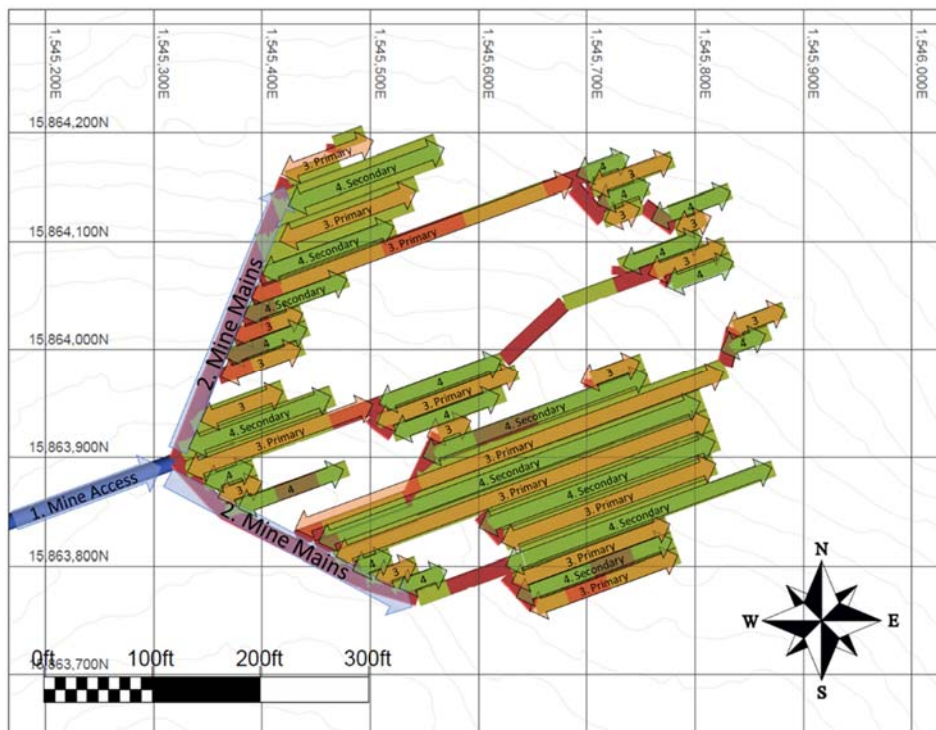 1,545,200E
1,545,300E
1,545,400E
1,545,500E
1,545,600E
1,545,700E
1,545,800E
1,545,900E
1,546,000E
15,864,200N
3. Primary
4. Secondary
4
3
4
3
4
3
3. Primary
15,864,100N
4. Secondary
3. Primary
4
3
4
4. Secondary
2. Mine Mains
3
4
3
3
4
15,864,000N
3
4
3. Primary
4
3
4. Secondary
3. Primary
3
4. Secondary
15,863,900N
3. Primary
4
3
4
4. Secondary
3. Primary
1. Mine Access
2. Mine Mains
4. Secondary
3. Primary
4. Secondary
15,863,800N
4
3
4
3. Primary
4. Secondary
3. Primary
N
W
E
S
15,863,700N
0ft
100ft
200ft
300ft